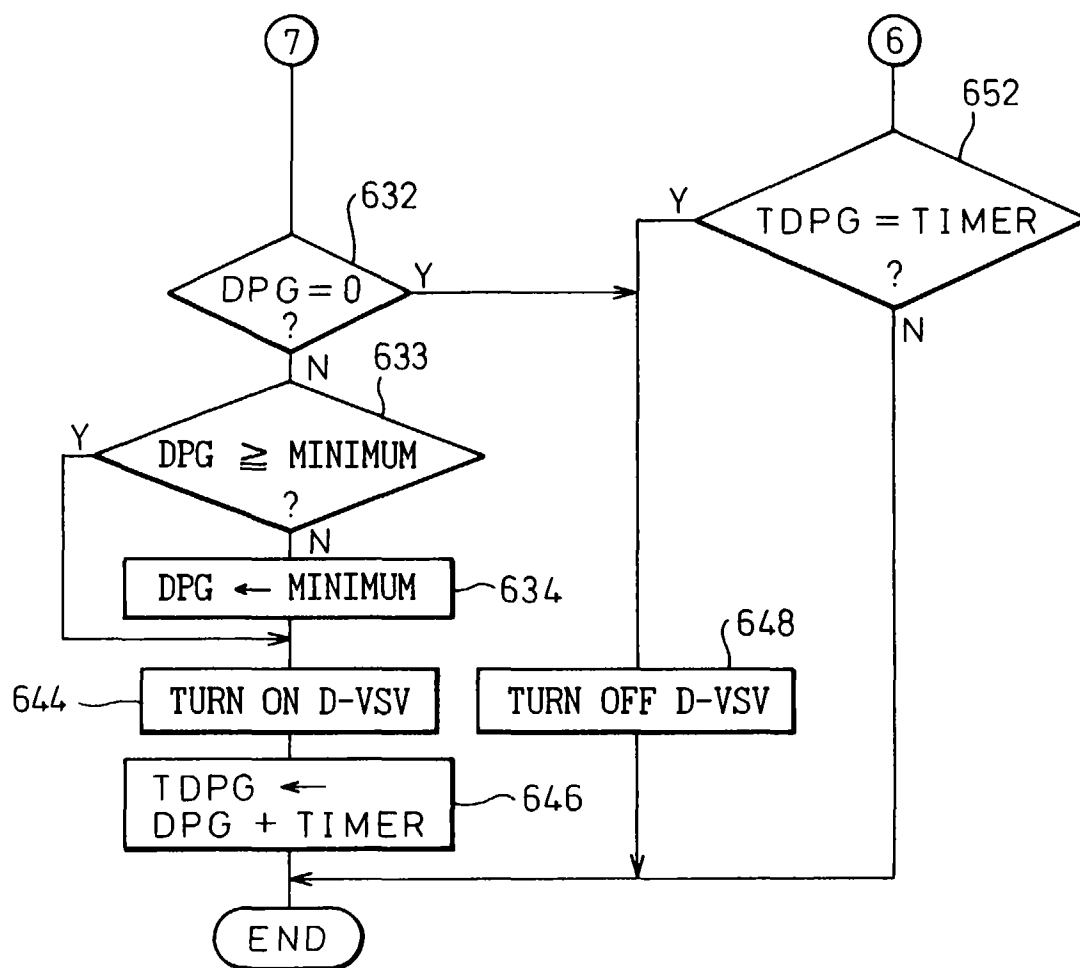 7
6
652
632
Y
TDPG = TIMER
?
N
DPG = 0
?
Y
N
633
Y
DPG ≧ MINIMUM
?
N
DPG ← MINIMUM
634
648
644
TURN ON D-VSV
TURN OFF D-VSV
TDPG ←
DPG + TIMER
646
END